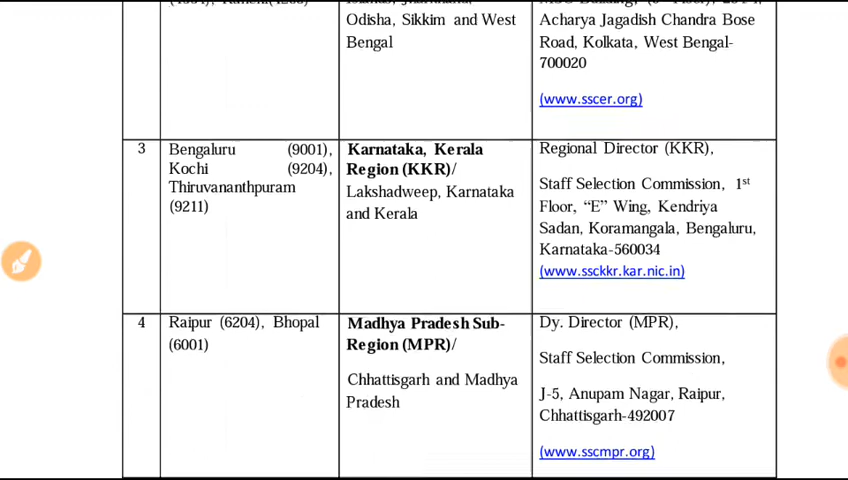 Odisha, Sikkim and West
Bengal
Acharya Jagadish Chandra Bose
Road, Kolkata, West Bengal-
700020
(www.sscer.org)
3
Bengaluru (9001),
Kochi (9204),
Thiruvananthpuram
(9211)
Karnataka, Kerala
Region (KKR)/
Lakshadweep, Karnataka
and Kerala
Regional Director (KKR),
Staff Selection Commission, 1st
Floor, “E” Wing, Kendriya
Sadan, Koramangala, Bengaluru,
Karnataka-560034
(www.ssckkr.kar.nic.in)
4
Raipur (6204), Bhopal
(6001)
Madhya Pradesh Sub-
Region (MPR)/
Chhattisgarh and Madhya
Pradesh
Dy. Director (MPR),
Staff Selection Commission,
J-5, Anupam Nagar, Raipur,
Chhattisgarh-492007
(www.sscmpr.org)